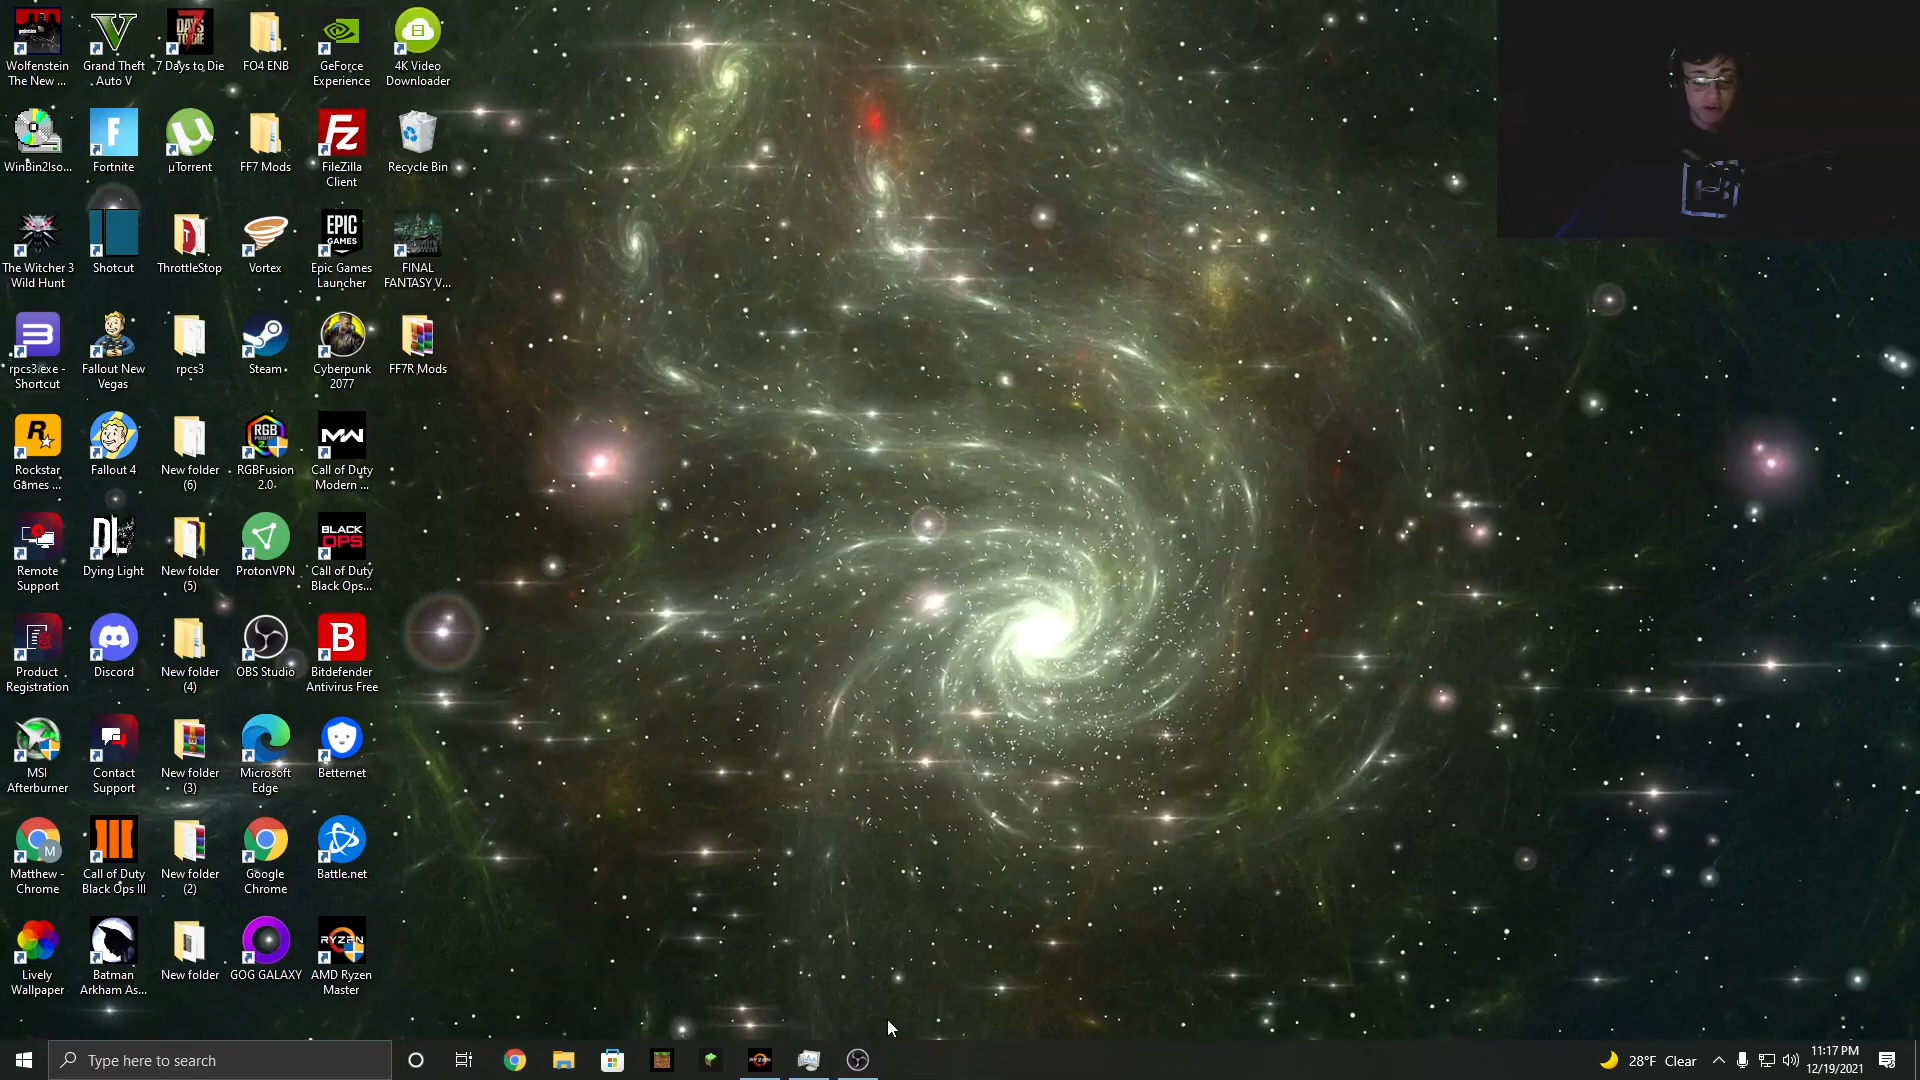 Wolfenstein
The New ...
Grand Theft
Auto V
7 Days to Die
FO4 ENB
GeForce
Experience
4K Video
Downloader
WinBin2Iso...
Fortnite
µTorrent
FF7 Mods
FileZilla
Client
Recycle Bin
The Witcher 3
Wild Hunt
Shotcut
ThrottleStop
Vortex
EPIC
GAMES
Epic Games
Launcher
FINAL
FANTASY V...
rpcs3.exe -
Shortcut
Fallout New
Vegas
rpcs3
Steam
Cyberpunk
2077
FF7R Mods
Rockstar
Games ...
Fallout 4
New folder
(6)
RGBFusion
2.0
Call of Duty
Modern ...
Remote
Support
Dying Light
New folder
(5)
ProtonVPN
BLACK
OPS
Call of Duty
Black Ops...
Product
Registration
Discord
New folder
(4)
OBS Studio
Bitdefender
Antivirus Free
MSI
Afterburner
Contact
Support
New folder
(3)
Microsoft
Edge
Betternet
Matthew -
Chrome
Call of Duty
Black Ops III
New folder
(2)
Google
Chrome
Battle.net
Lively
Wallpaper
Batman
Arkham As...
New folder
GOG GALAXY
RYZEN
AMD Ryzen
Master
Type here to search
28°F Clear
11:17 PM
12/19/2021